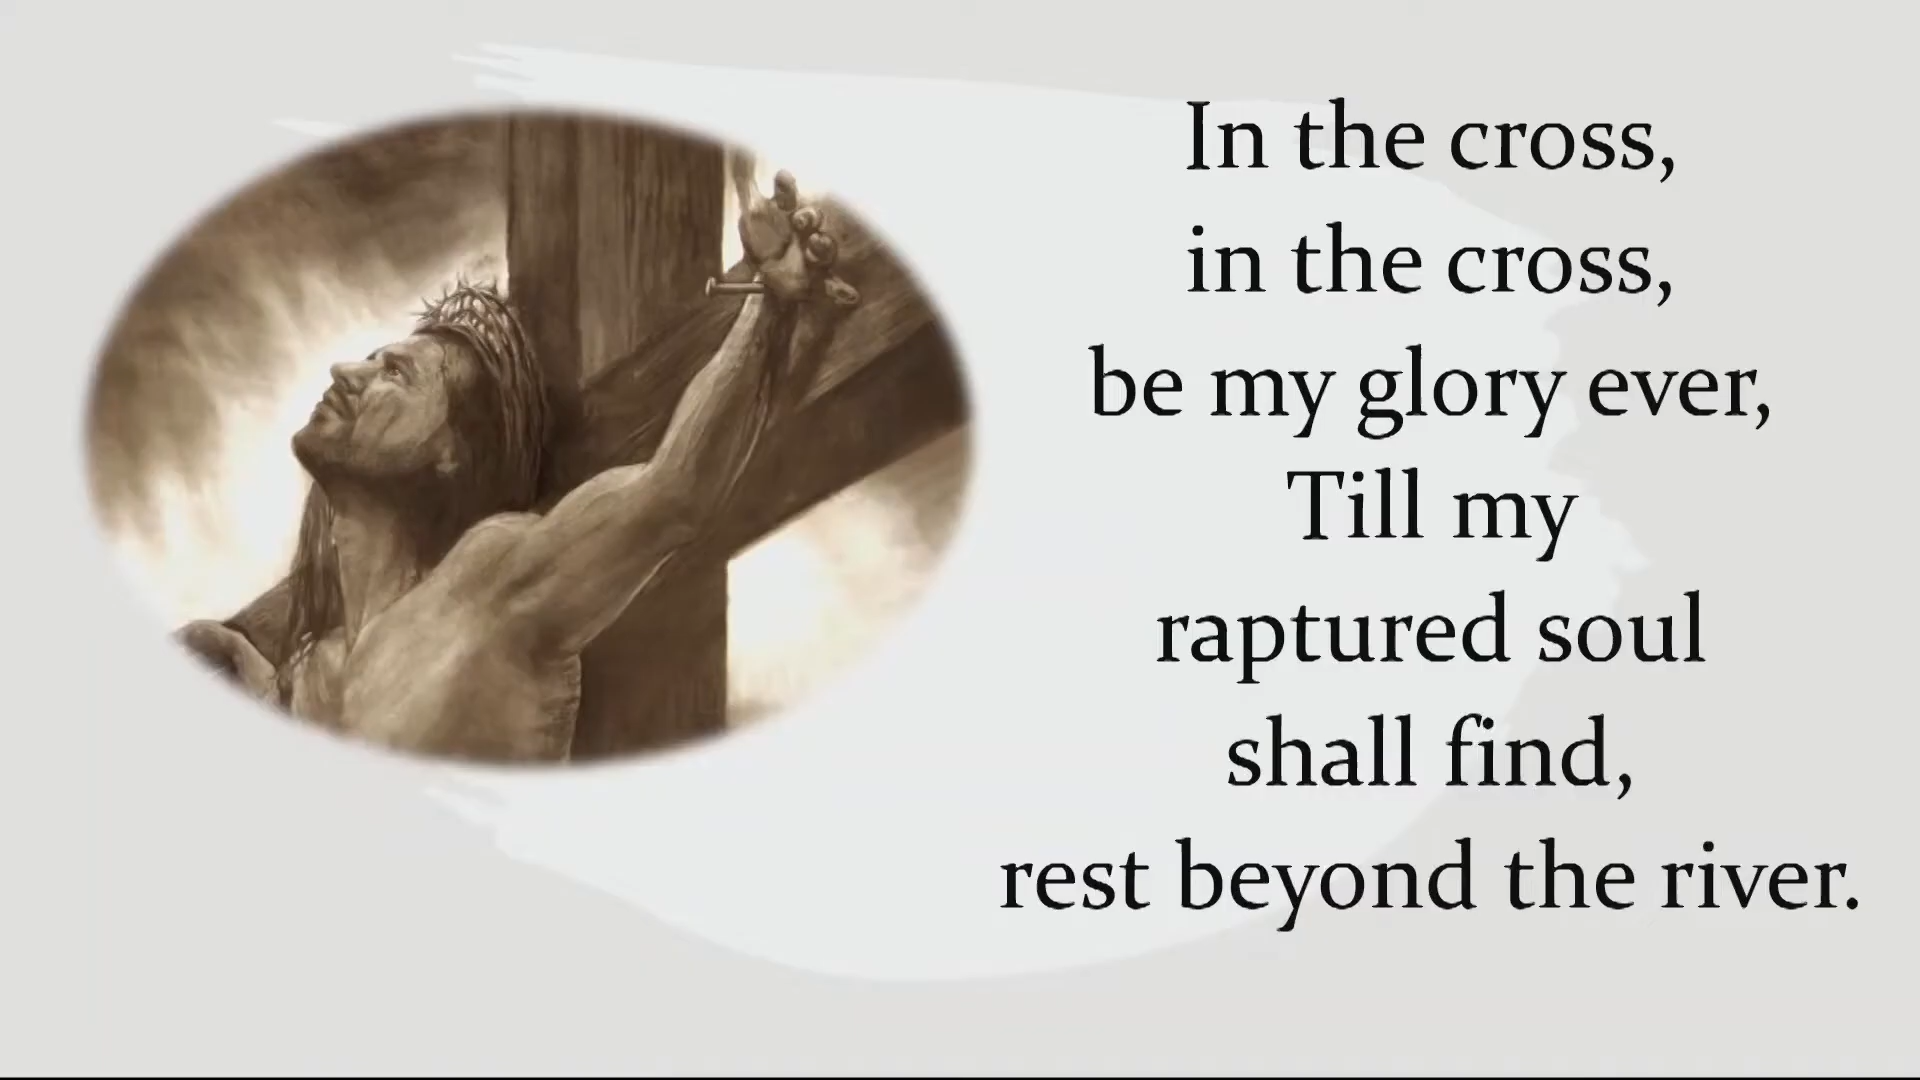 In the cross,
in the cross,
be my glory ever,
Till my
raptured soul
shall find,
rest beyond the river.